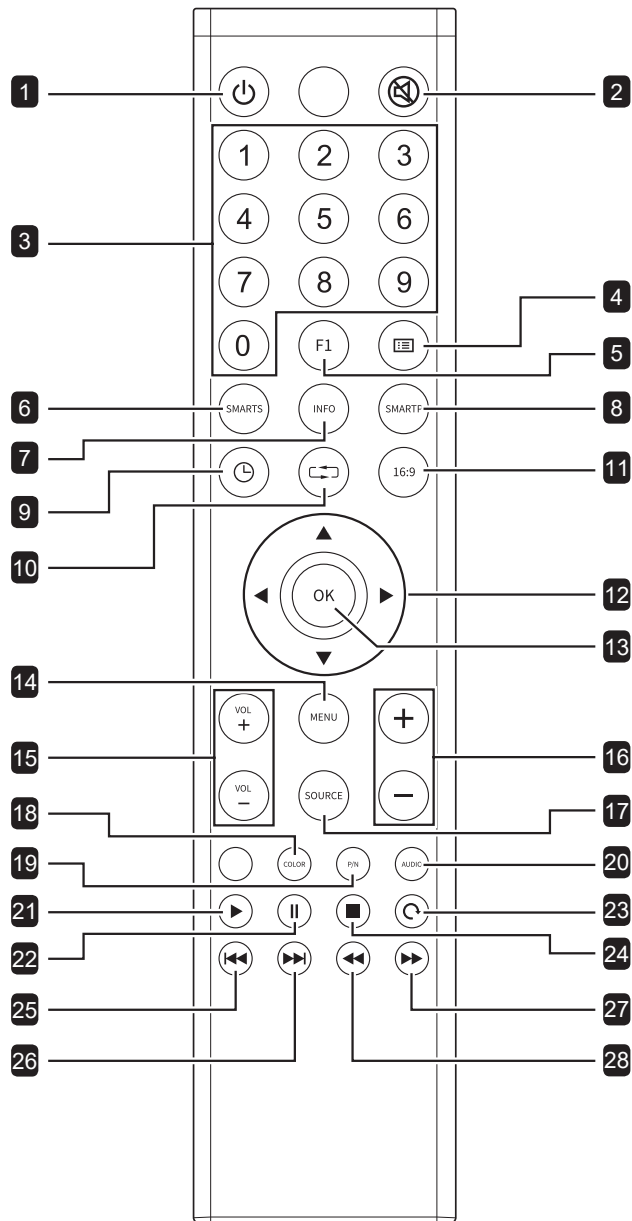 1 2
1 2 3
3 4 5 6
7 8 9
4
0 F1
5
6 SMARTS INFO SMARTP 8
7
9 16:9 11
10
OK 12
13
14
VOL + MENU +
15 16
VOL − SOURCE −
18 17
19 COLOR P/N AUDIO 20
21 23
22 24
25 27
26 28